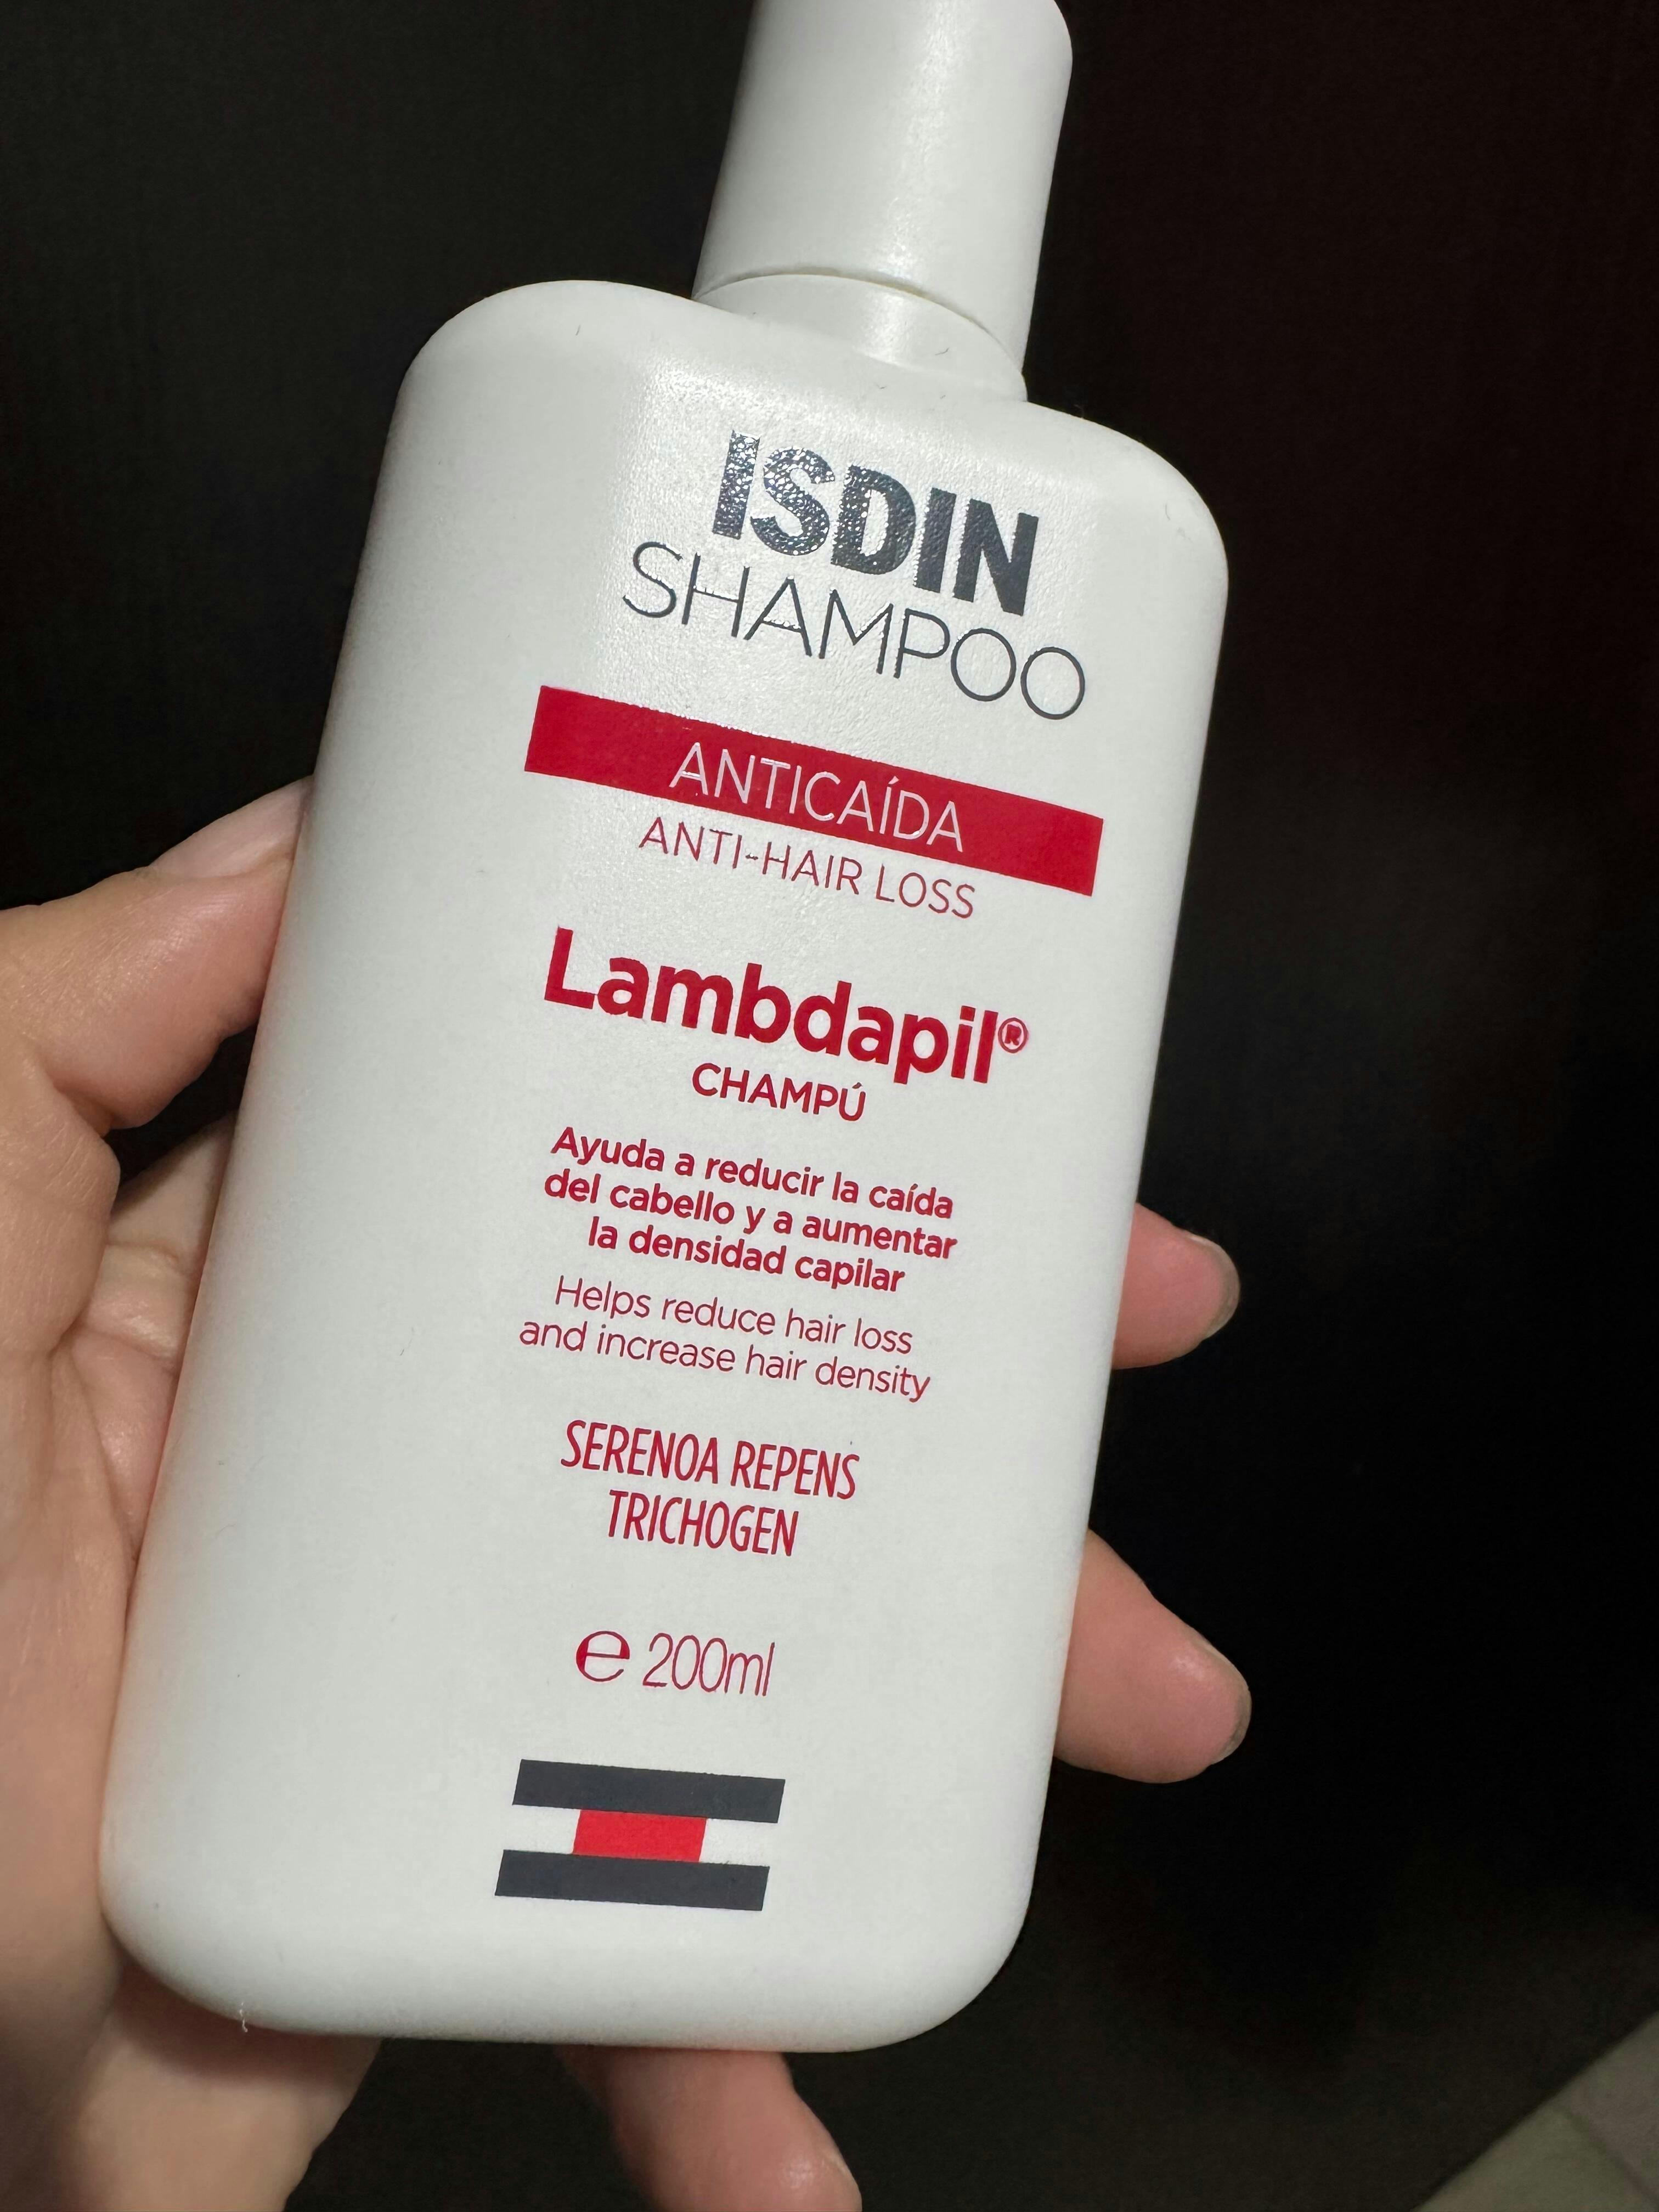 ISDIN
SHAMPOO
ANTICAÍDA
ANTI-HAIR LOSS
Lambdapil®
CHAMPÚ
Ayuda a reducir la caída
del cabello y a aumentar
la densidad capilar
Helps reduce hair loss
and increase hair density
SERENOA REPENS
TRICHOGEN
℮ 200ml